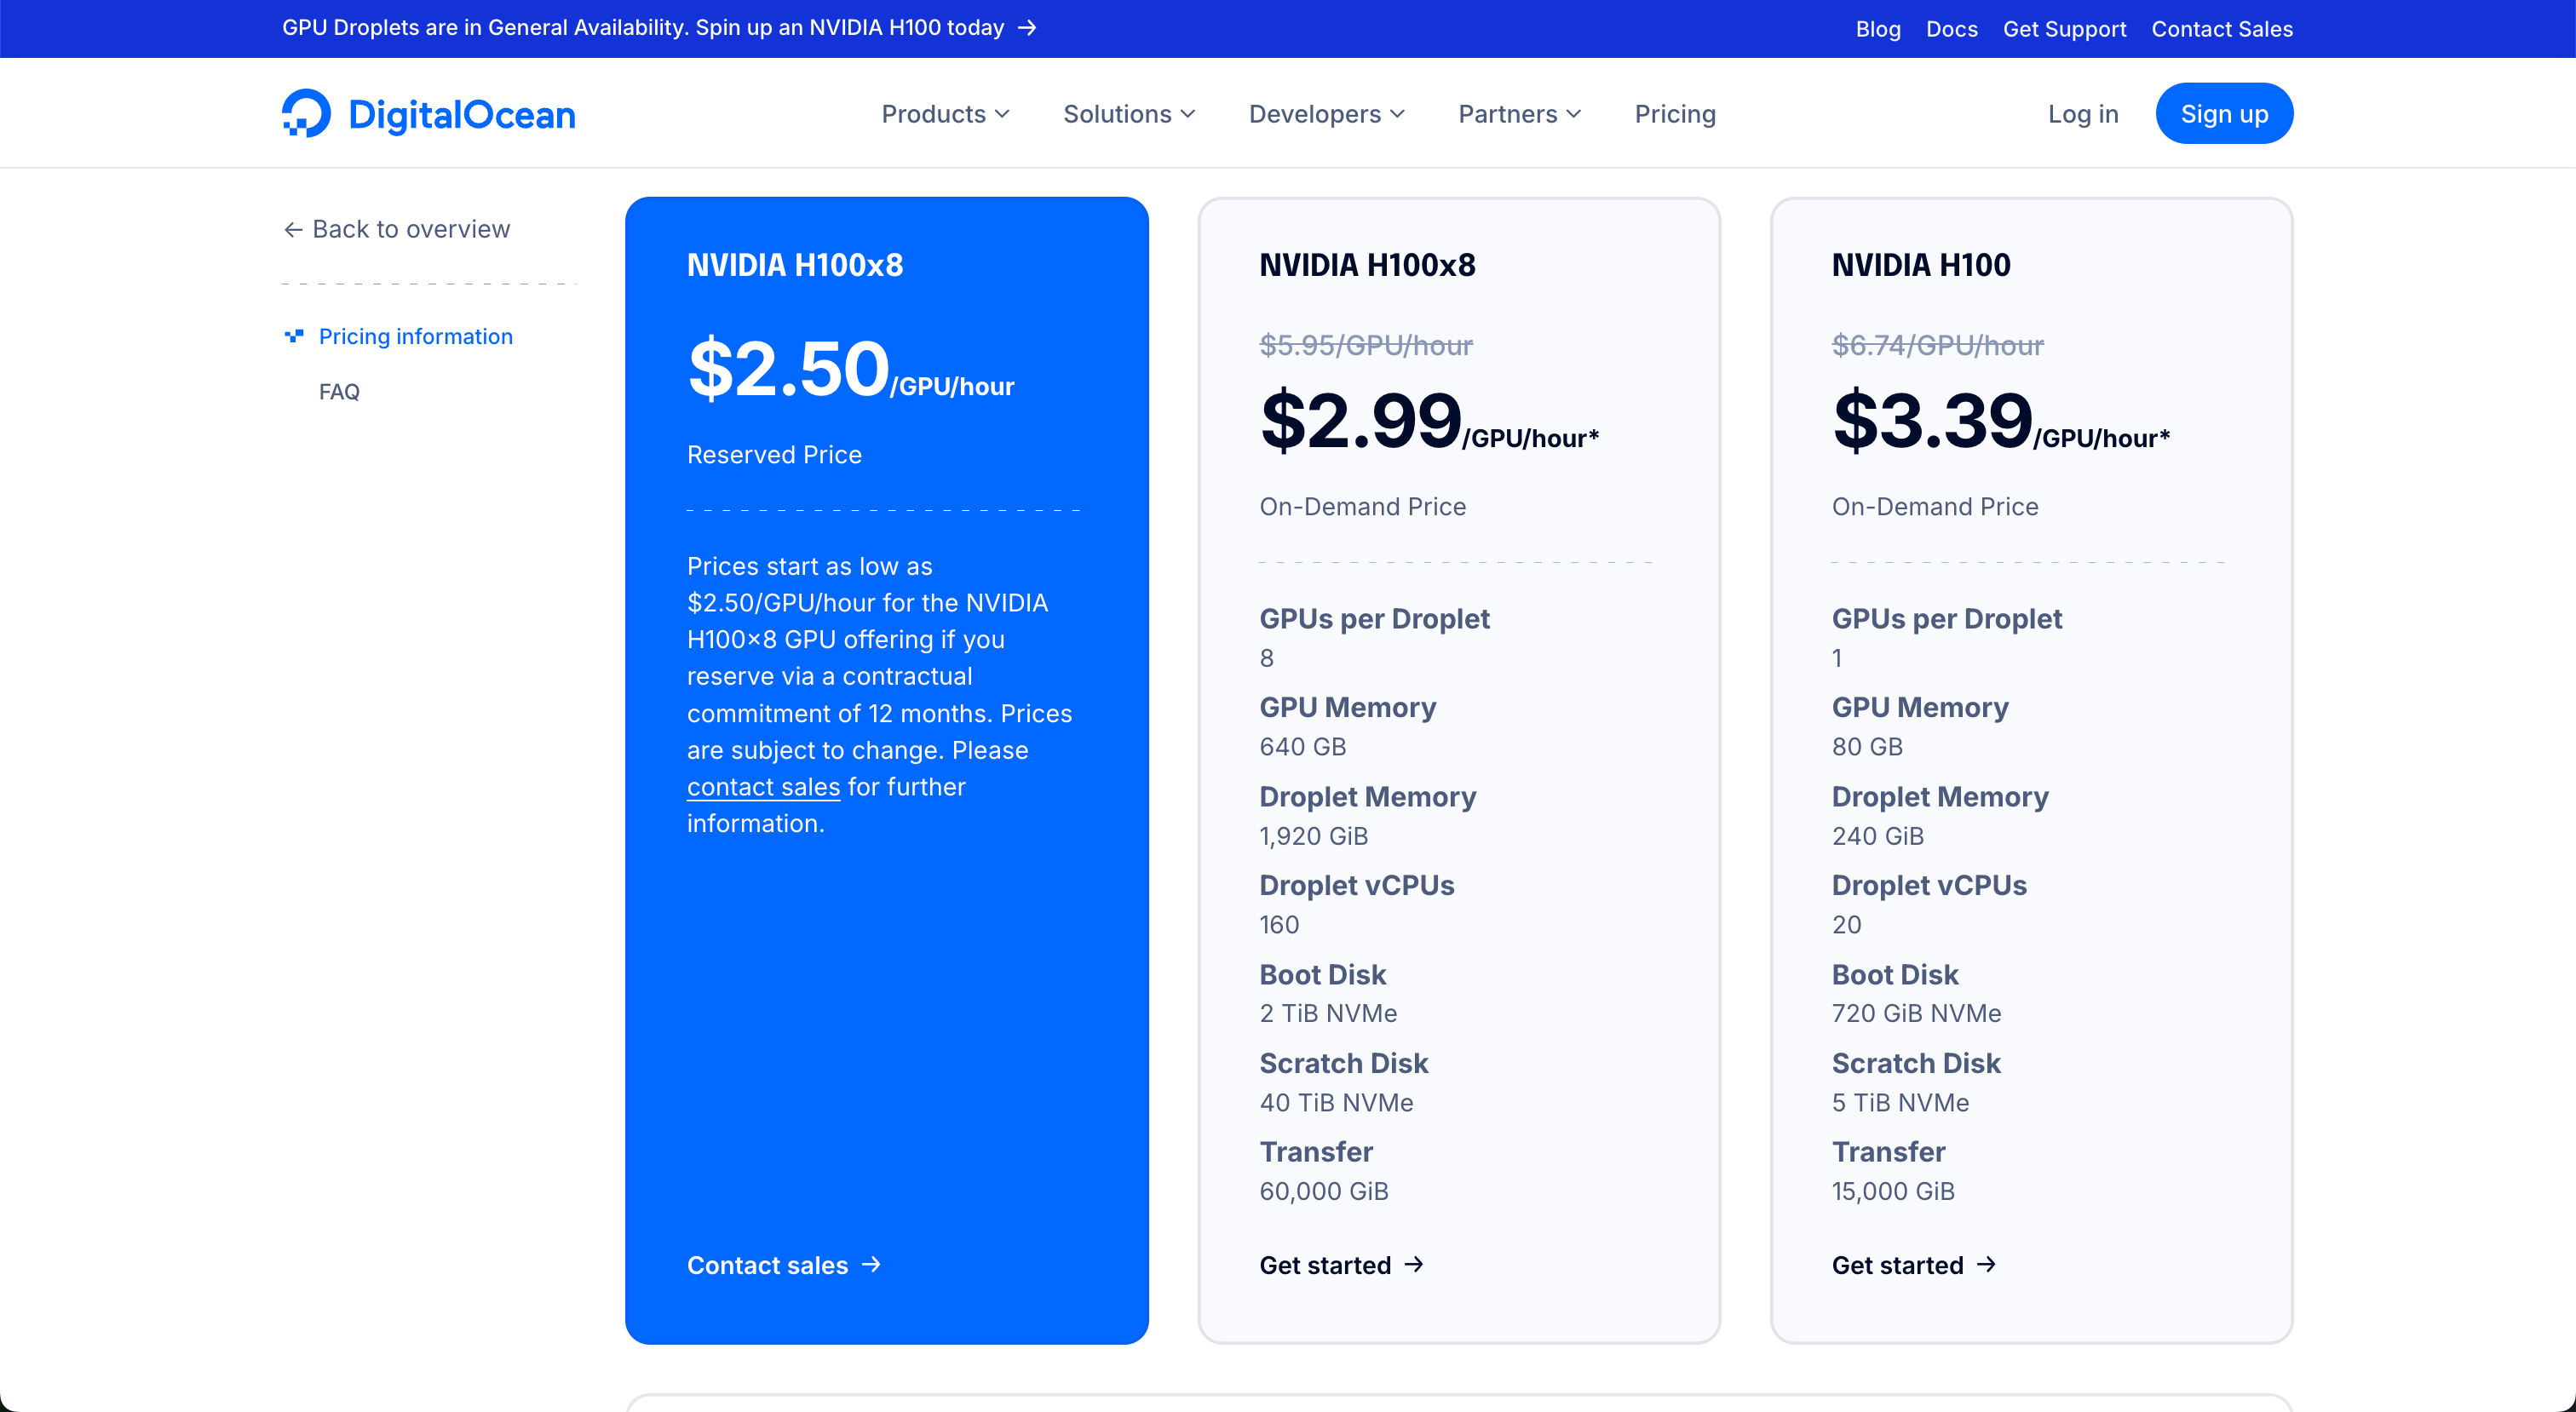 GPU Droplets are in General Availability. Spin up an NVIDIA H100 today →
Blog Docs Get Support Contact Sales
DigitalOcean
Products Solutions Developers Partners Pricing
Log in Sign up
← Back to overview
Pricing information
FAQ
NVIDIA H100x8
$2.50/GPU/hour
Reserved Price
Prices start as low as
$2.50/GPU/hour for the NVIDIA
H100×8 GPU offering if you
reserve via a contractual
commitment of 12 months. Prices
are subject to change. Please
contact sales for further
information.
Contact sales →
NVIDIA H100x8
$5.95/GPU/hour
$2.99/GPU/hour*
On-Demand Price
GPUs per Droplet
8
GPU Memory
640 GB
Droplet Memory
1,920 GiB
Droplet vCPUs
160
Boot Disk
2 TiB NVMe
Scratch Disk
40 TiB NVMe
Transfer
60,000 GiB
Get started →
NVIDIA H100
$6.74/GPU/hour
$3.39/GPU/hour*
On-Demand Price
GPUs per Droplet
1
GPU Memory
80 GB
Droplet Memory
240 GiB
Droplet vCPUs
20
Boot Disk
720 GiB NVMe
Scratch Disk
5 TiB NVMe
Transfer
15,000 GiB
Get started →